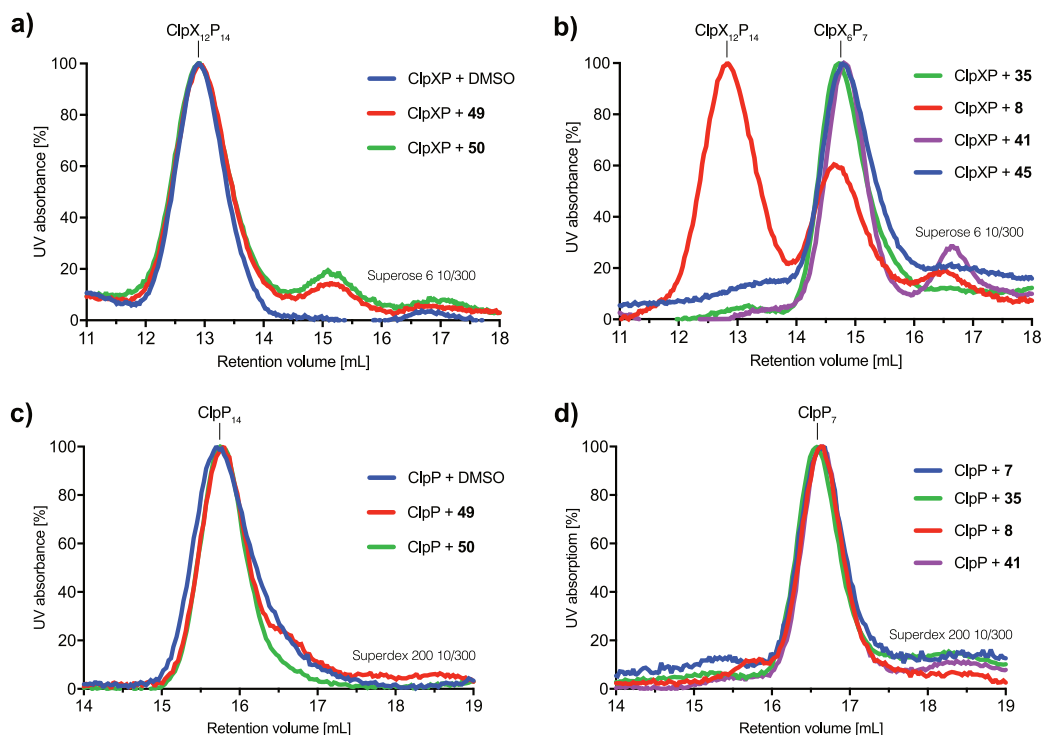 a)
ClpX₁₂P₁₄
UV absorbance [%]
100
80
60
40
20
0
ClpXP + DMSO
ClpXP + 49
ClpXP + 50
Superose 6 10/300
11 12 13 14 15 16 17 18
Retention volume [mL]
b)
ClpX₁₂P₁₄ ClpX₆P₇
UV absorbance [%]
100
80
60
40
20
0
ClpXP + 35
ClpXP + 8
ClpXP + 41
ClpXP + 45
Superose 6 10/300
11 12 13 14 15 16 17 18
Retention volume [mL]
c)
ClpP₁₄
UV absorbance [%]
100
80
60
40
20
0
ClpP + DMSO
ClpP + 49
ClpP + 50
Superdex 200 10/300
14 15 16 17 18 19
Retention volume [mL]
d)
ClpP₇
UV absorptiom [%]
100
80
60
40
20
0
ClpP + 7
ClpP + 35
ClpP + 8
ClpP + 41
Superdex 200 10/300
14 15 16 17 18 19
Retention volume [mL]